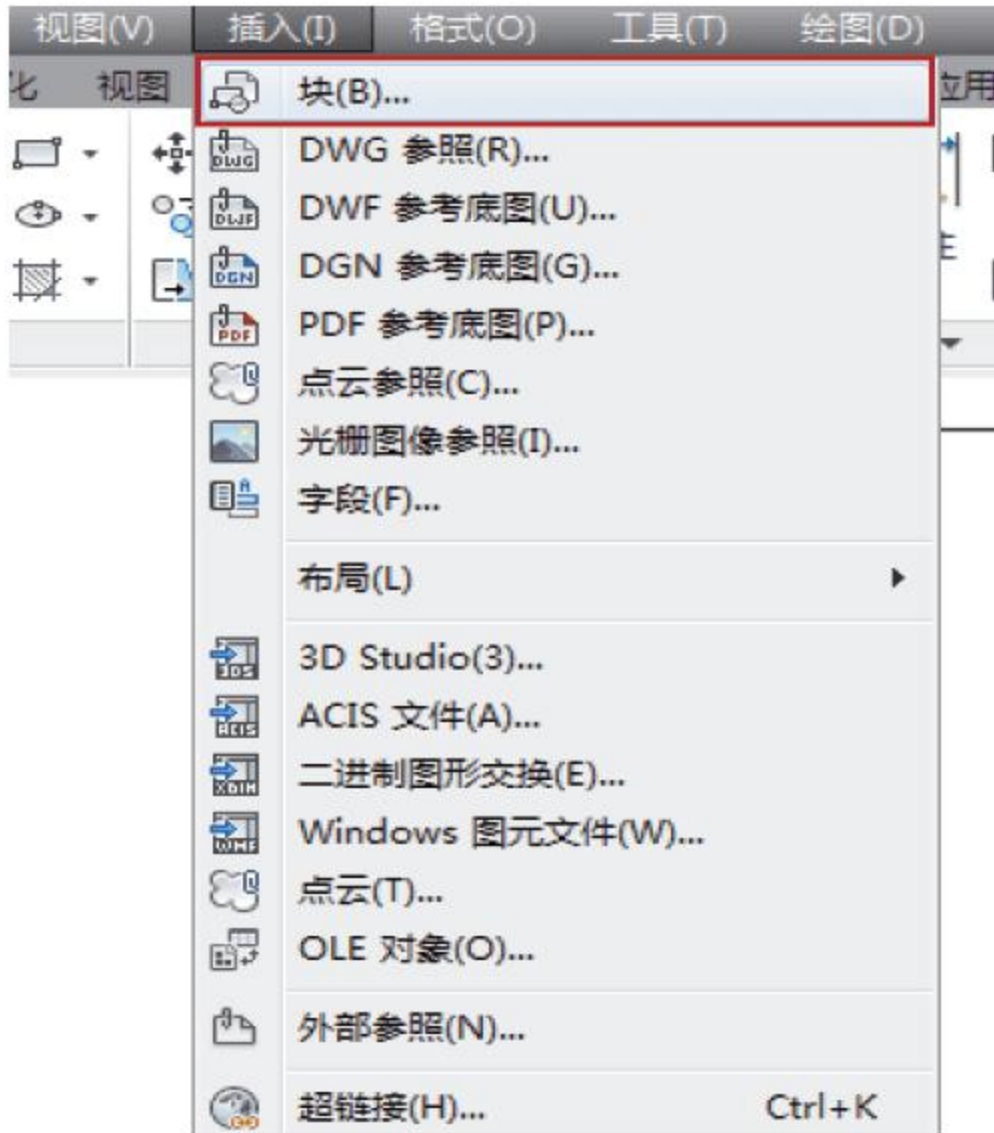 视图(V) 插入(I) 格式(O) 工具(T) 绘图(D)
化 视图 应用
块(B)...
DWG 参照(R)...
DWF 参考底图(U)...
DGN 参考底图(G)...
PDF 参考底图(P)...
点云参照(C)...
光栅图像参照(I)...
字段(F)...
布局(L)
3D Studio(3)...
ACIS 文件(A)...
二进制图形交换(E)...
Windows 图元文件(W)...
点云(T)...
OLE 对象(O)...
外部参照(N)...
超链接(H)... Ctrl+K